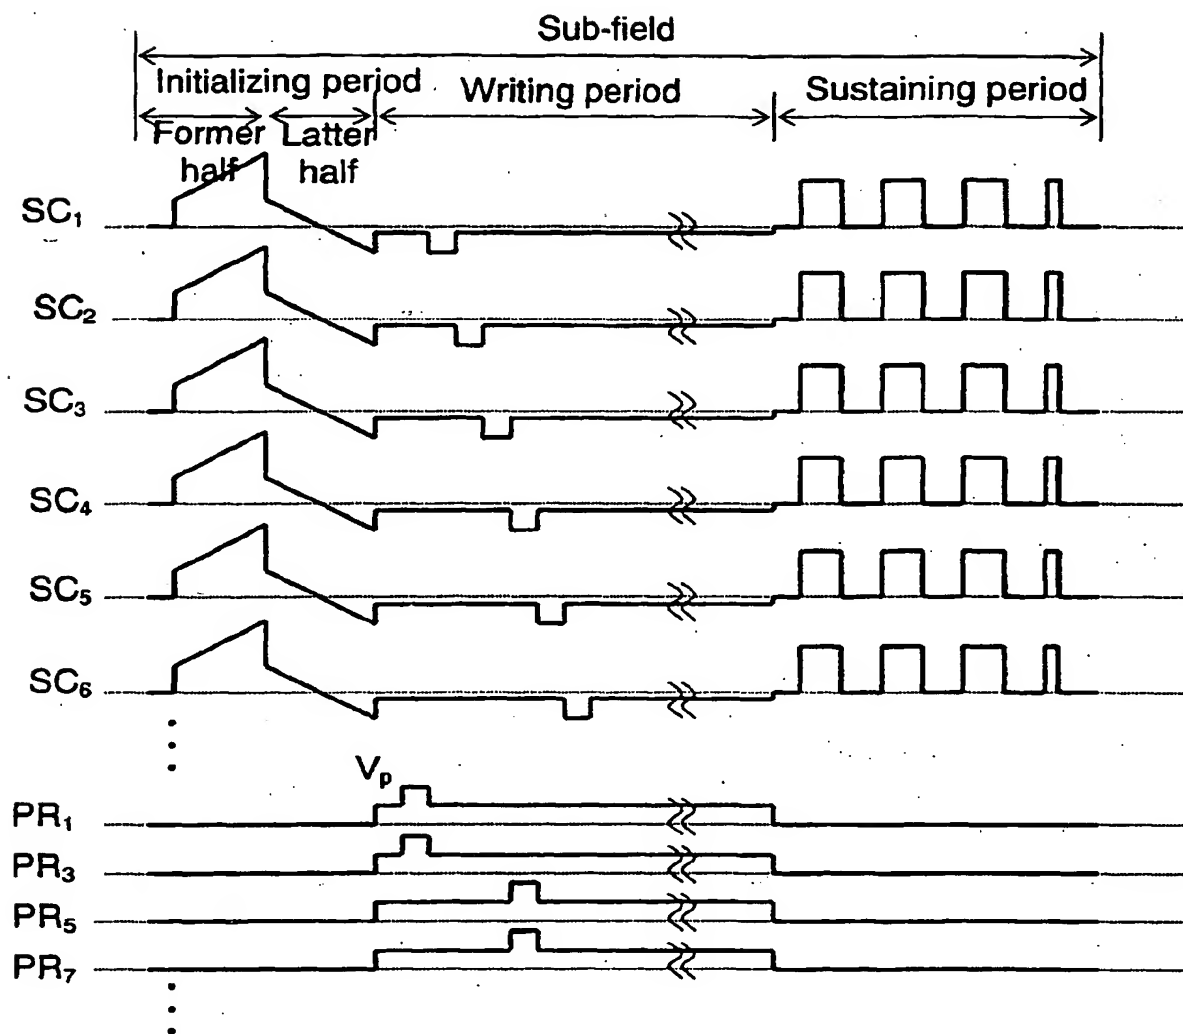 Sub-field
Initializing period
Writing period
Sustaining period
Former half
Latter half
SC₁
SC₂
SC₃
SC₄
SC₅
SC₆
Vₚ
PR₁
PR₃
PR₅
PR₇